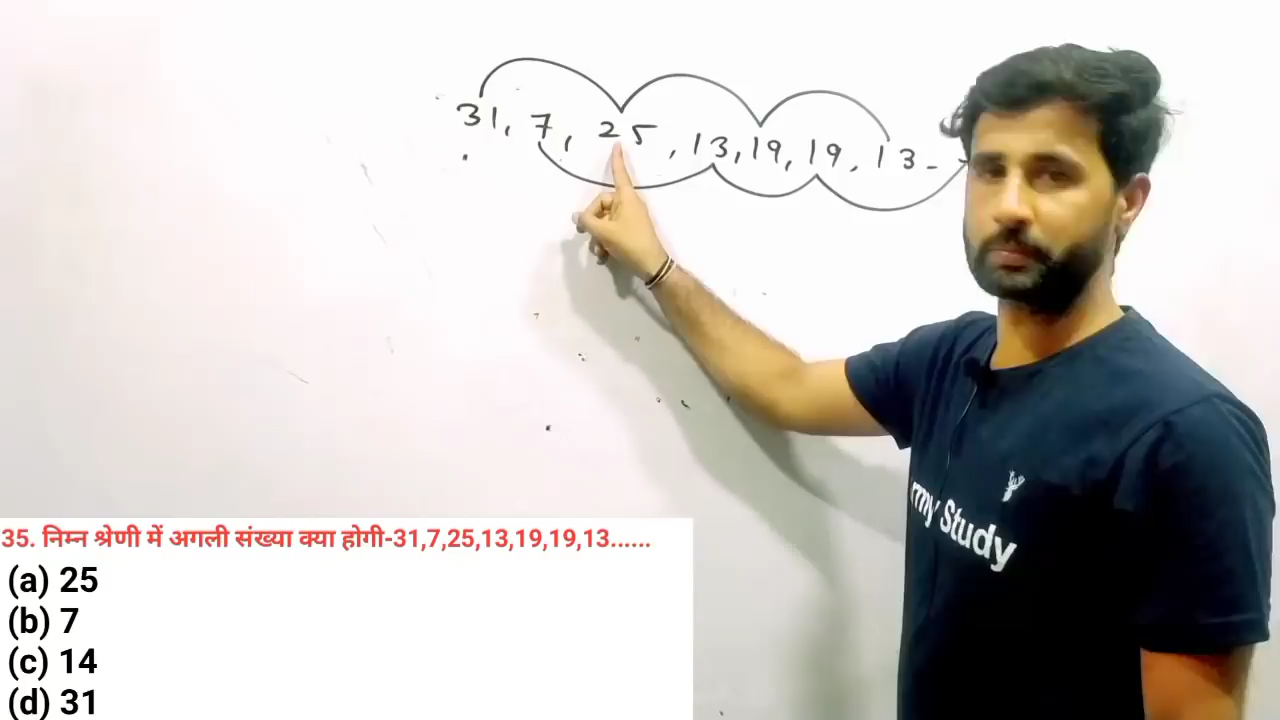 31, 7, 25, 13, 19, 19, 13-
rmy Study
35. निम्न श्रेणी में अगली संख्या क्या होगी-31,7,25,13,19,19,13......
(a) 25
(b) 7
(c) 14
(d) 31